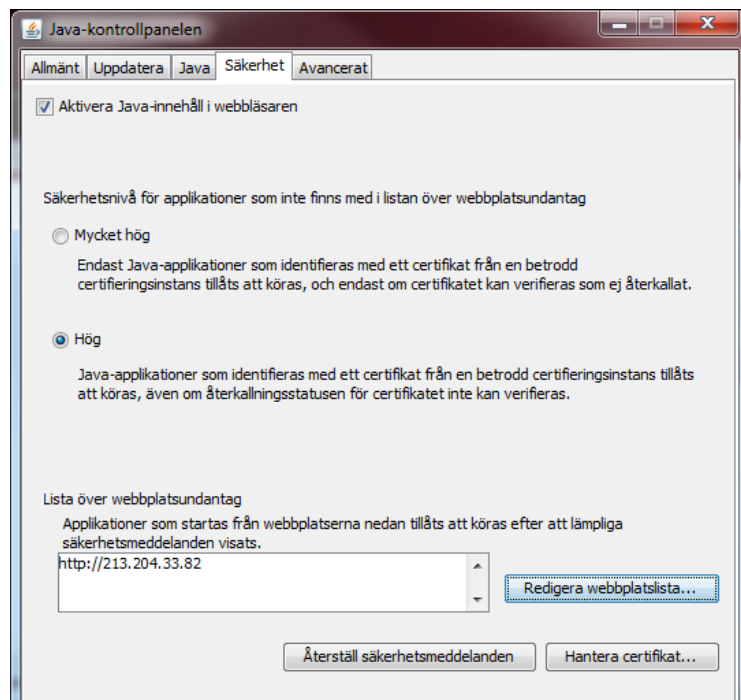 Java-kontrollpanelen
Allmänt Uppdatera Java Säkerhet Avancerat
Aktivera Java-innehåll i webbläsaren
Säkerhetsnivå för applikationer som inte finns med i listan över webbplatsundantag
Mycket hög
Endast Java-applikationer som identifieras med ett certifikat från en betrodd
certifieringsinstans tillåts att köras, och endast om certifikatet kan verifieras som ej återkallat.
Hög
Java-applikationer som identifieras med ett certifikat från en betrodd certifieringsinstans tillåts
att köras, även om återkallningsstatusen för certifikatet inte kan verifieras.
Lista över webbplatsundantag
Applikationer som startas från webbplatserna nedan tillåts att köras efter att lämpliga
säkerhetsmeddelanden visats.
http://213.204.33.82
Redigera webbplatslista...
Återställ säkerhetsmeddelanden Hantera certifikat...